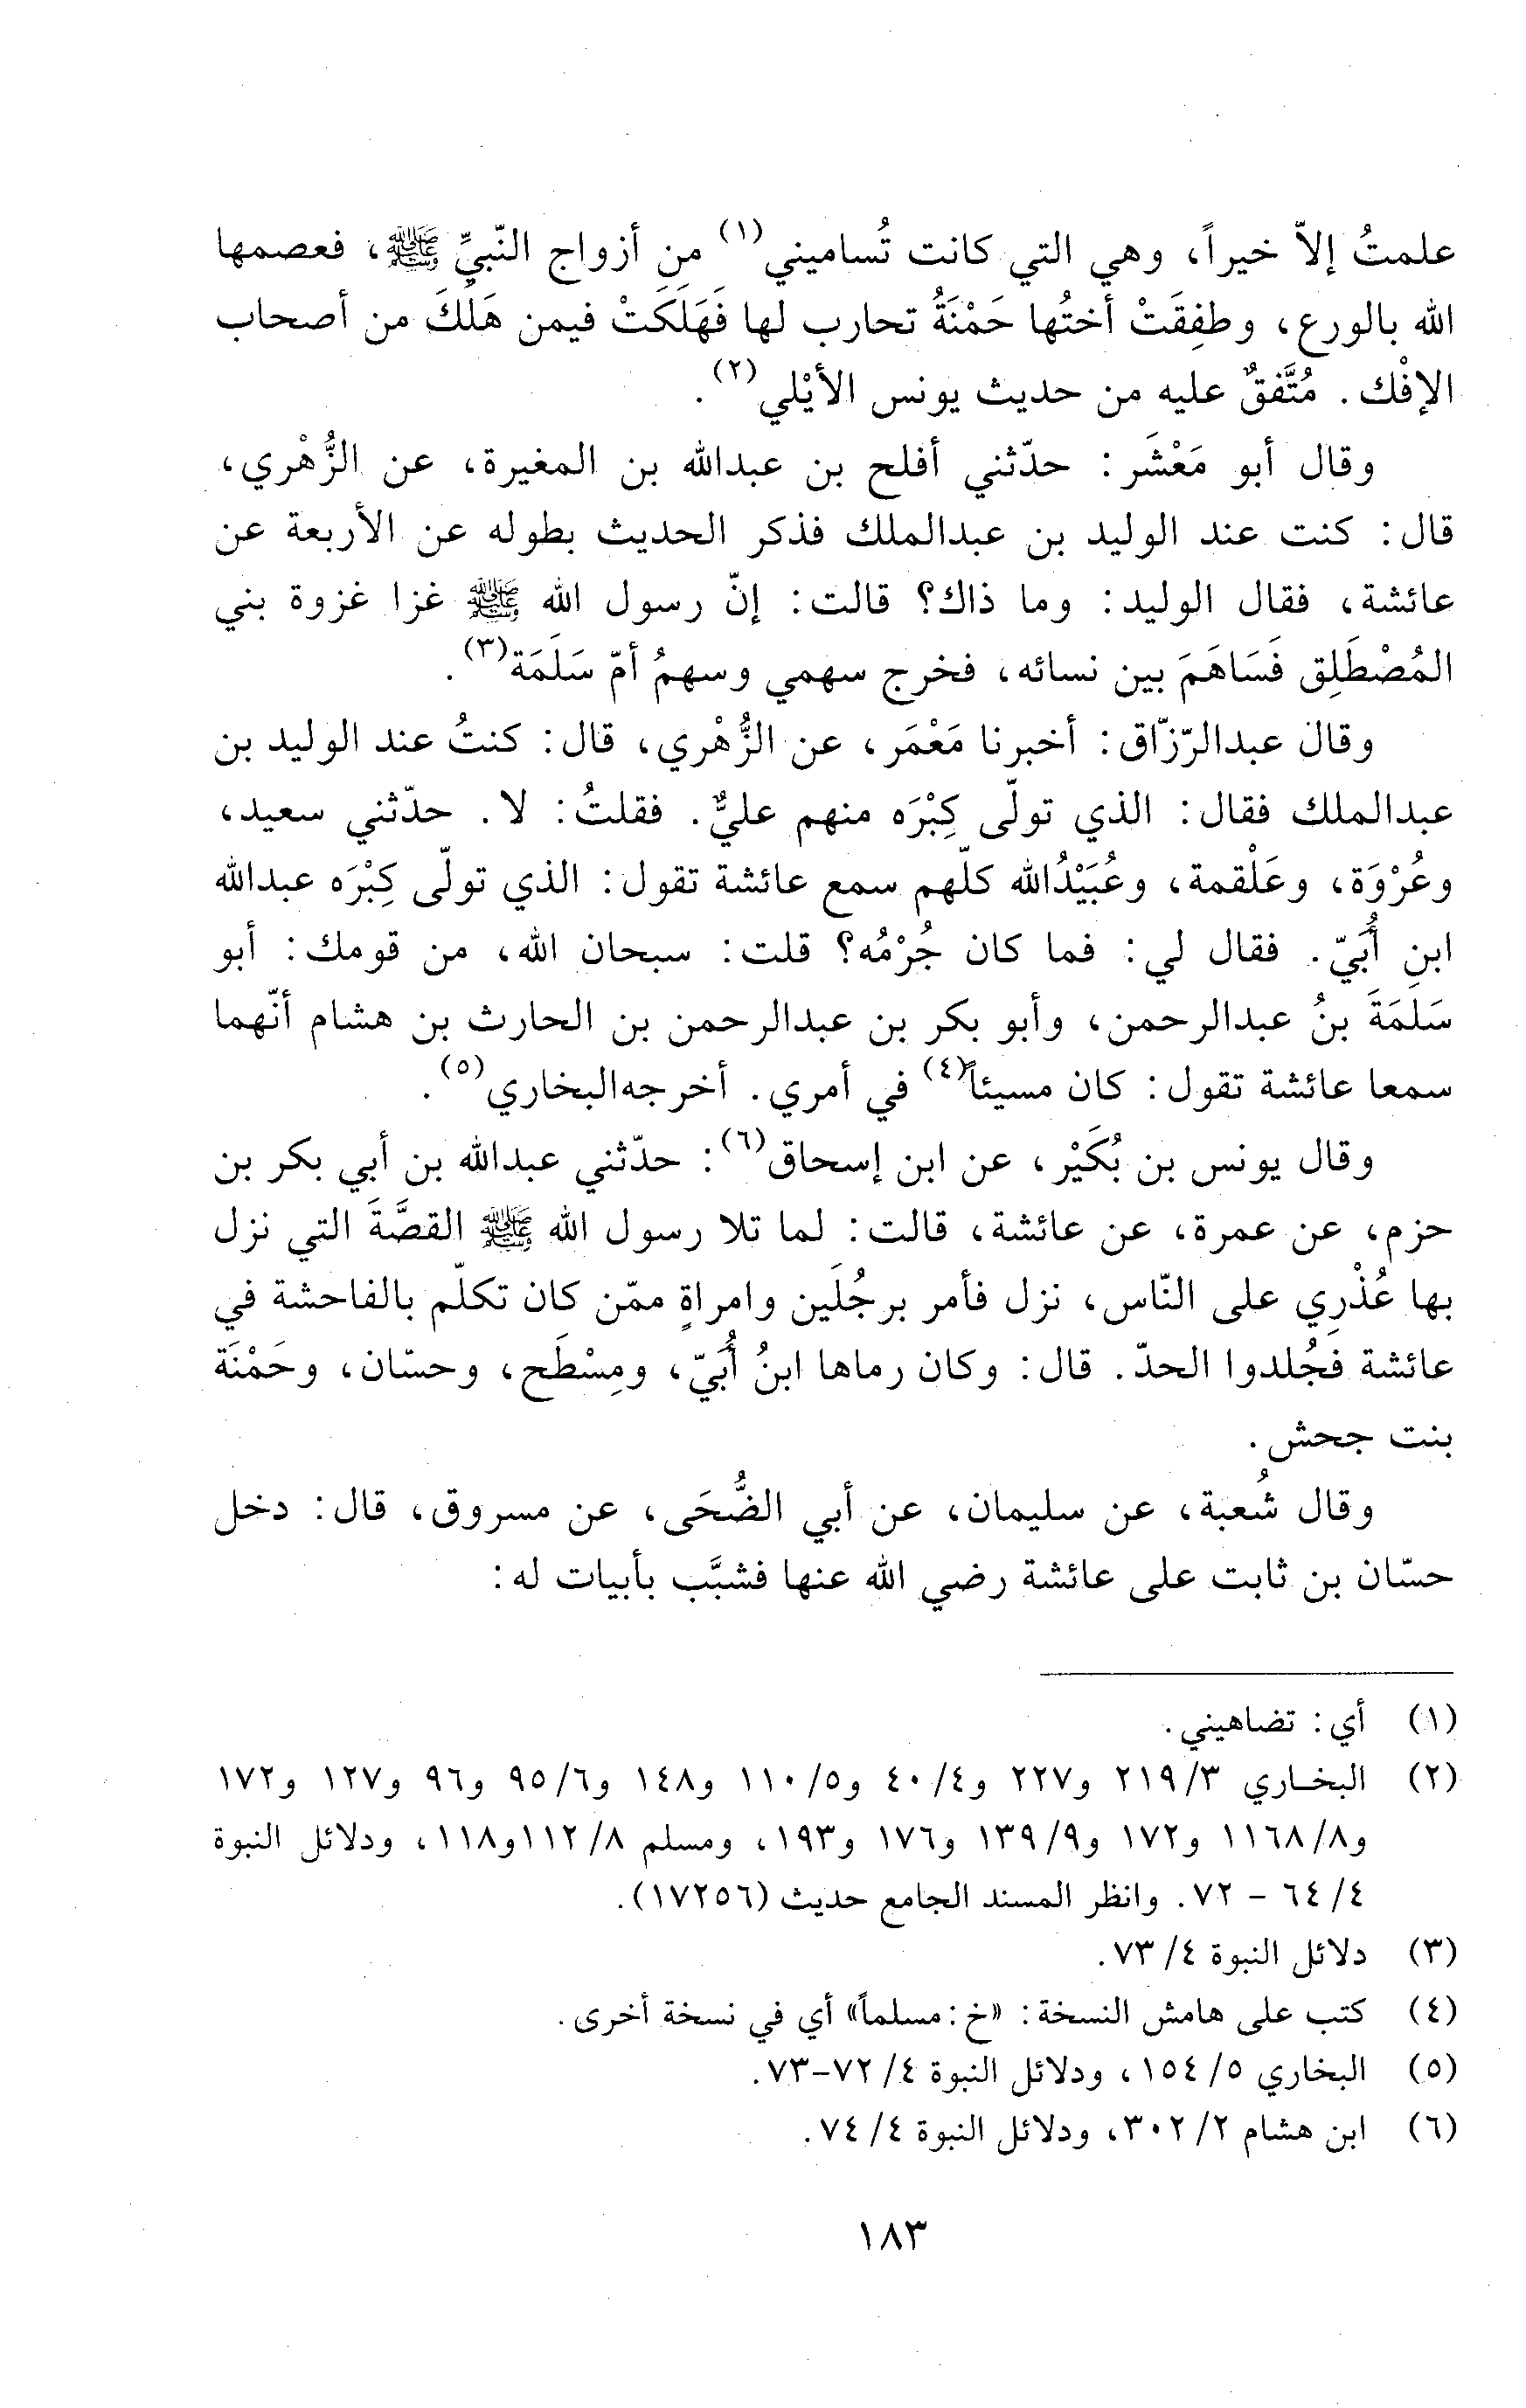 علمتُ إلاّ خيراً، وهي التي كانت تُساميني(١) من أزواج النّبيِّ ﷺ، فعصمها
الله بالورع، وطفِقَتْ أختُها حَمْنَةُ تحارب لها فَهَلَكَتْ فيمن هَلَكَ من أصحاب
الإفْك. مُتَّفقٌ عليه من حديث يونس الأيْلي(٢).
وقال أبو مَعْشَر: حدّثني أفلح بن عبدالله بن المغيرة، عن الزُّهْري،
قال: كنت عند الوليد بن عبدالملك فذكر الحديث بطوله عن الأربعة عن
عائشة، فقال الوليد: وما ذاك؟ قالت: إنّ رسول الله ﷺ غزا غزوة بني
المُصْطَلِق فَسَاهَمَ بين نسائه، فخرج سهمي وسهمُ أمّ سَلَمَة(٣).
وقال عبدالرّزّاق: أخبرنا مَعْمَر، عن الزُّهْري، قال: كنتُ عند الوليد بن
عبدالملك فقال: الذي تولّى كِبْرَه منهم عليٌّ. فقلتُ: لا. حدّثني سعيد،
وعُرْوَة، وعَلْقمة، وعُبَيْدُالله كلّهم سمع عائشة تقول: الذي تولّى كِبْرَه عبدالله
ابنِ أُبَيّ. فقال لي: فما كان جُرْمُه؟ قلت: سبحان الله، من قومك: أبو
سَلَمَةَ بنُ عبدالرحمن، وأبو بكر بن عبدالرحمن بن الحارث بن هشام أنّهما
سمعا عائشة تقول: كان مسيئاً(٤) في أمري. أخرجه البخاري(٥).
وقال يونس بن بُكَيْر، عن ابن إسحاق(٦): حدّثني عبدالله بن أبي بكر بن
حزم، عن عمرة، عن عائشة، قالت: لما تلا رسول الله ﷺ القصَّةَ التي نزل
بها عُذْرِي على النّاس، نزل فأمر برجُلَين وامراةٍ ممّن كان تكلّم بالفاحشة في
عائشة فَجُلدوا الحدّ. قال: وكان رماها ابنُ أُبَيّ، ومِسْطَح، وحسّان، وحَمْنَة
بنت جحش.
وقال شُعبة، عن سليمان، عن أبي الضُّحَى، عن مسروق، قال: دخل
حسّان بن ثابت على عائشة رضي الله عنها فشبَّب بأبيات له:
(١) أي: تضاهيني.
(٢) البخاري ٣/ ٢١٩ و٢٢٧ و٤/ ٤٠ و٥/ ١١٠ و١٤٨ و٦/ ٩٥ و٩٦ و١٢٧ و١٧٢
و٨/ ١١٦٨ و١٧٢ و٩/ ١٣٩ و١٧٦ و١٩٣، ومسلم ٨/ ١١٢و١١٨، ودلائل النبوة
٤/ ٦٤ - ٧٢. وانظر المسند الجامع حديث (١٧٢٥٦).
(٣) دلائل النبوة ٤/ ٧٣.
(٤) كتب على هامش النسخة: «خ: مسلماً» أي في نسخة أخرى.
(٥) البخاري ٥/ ١٥٤، ودلائل النبوة ٤/ ٧٢-٧٣.
(٦) ابن هشام ٢/ ٣٠٢، ودلائل النبوة ٤/ ٧٤.
١٨٣